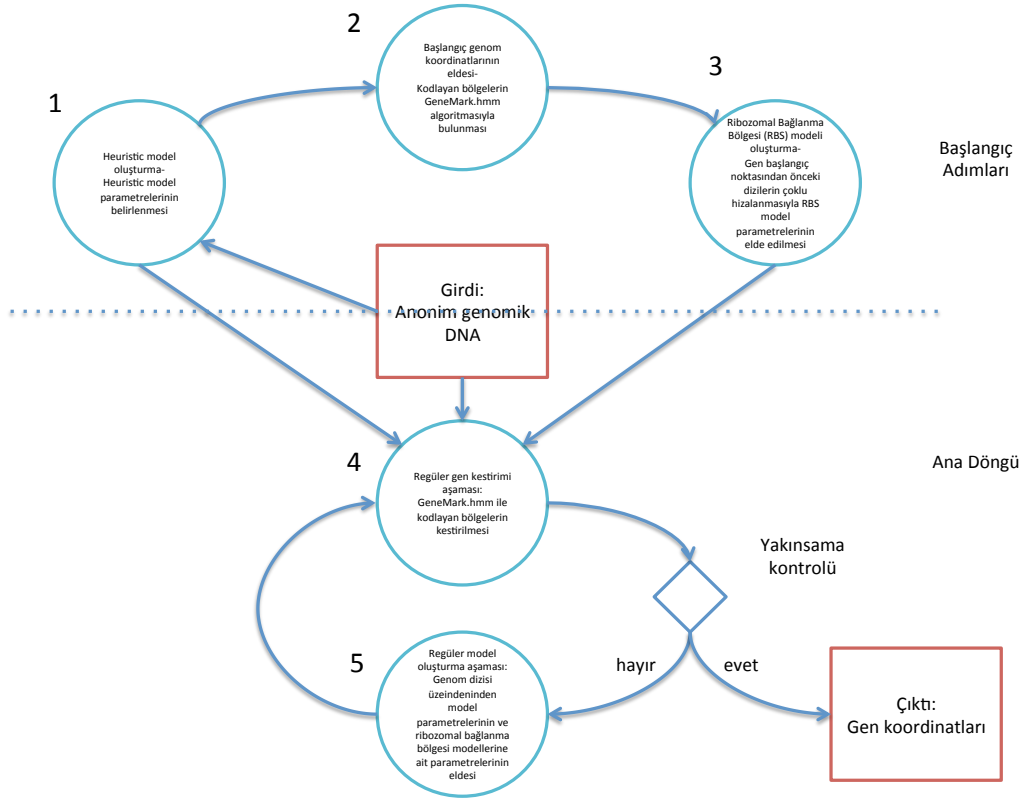 1
Heuristic model
oluşturma-
Heuristic model
parametrelerinin
belirlenmesi
2
Başlangıç genom
koordinatlarının
eldesi-
Kodlayan bölgelerin
GeneMark.hmm
algoritmasıyla
bulunması
3
Ribozomal Bağlanma
Bölgesi (RBS) modeli
oluşturma-
Gen başlangıç
noktasından önceki
dizilerin çoklu
hizalanmasıyla RBS
model
parametrelerinin
elde edilmesi
Başlangıç
Adımları
Girdi:
Anonim genomik
DNA
4
Regüler gen kestirimi
aşaması:
GeneMark.hmm ile
kodlayan bölgelerin
kestirilmesi
Ana Döngü
Yakınsama
kontrolü
hayır
evet
5
Regüler model
oluşturma aşaması:
Genom dizisi
üzeindeninden
model
parametrelerinin ve
ribozomal bağlanma
bölgesi modellerine
ait parametrelerinin
eldesi
Çıktı:
Gen koordinatları